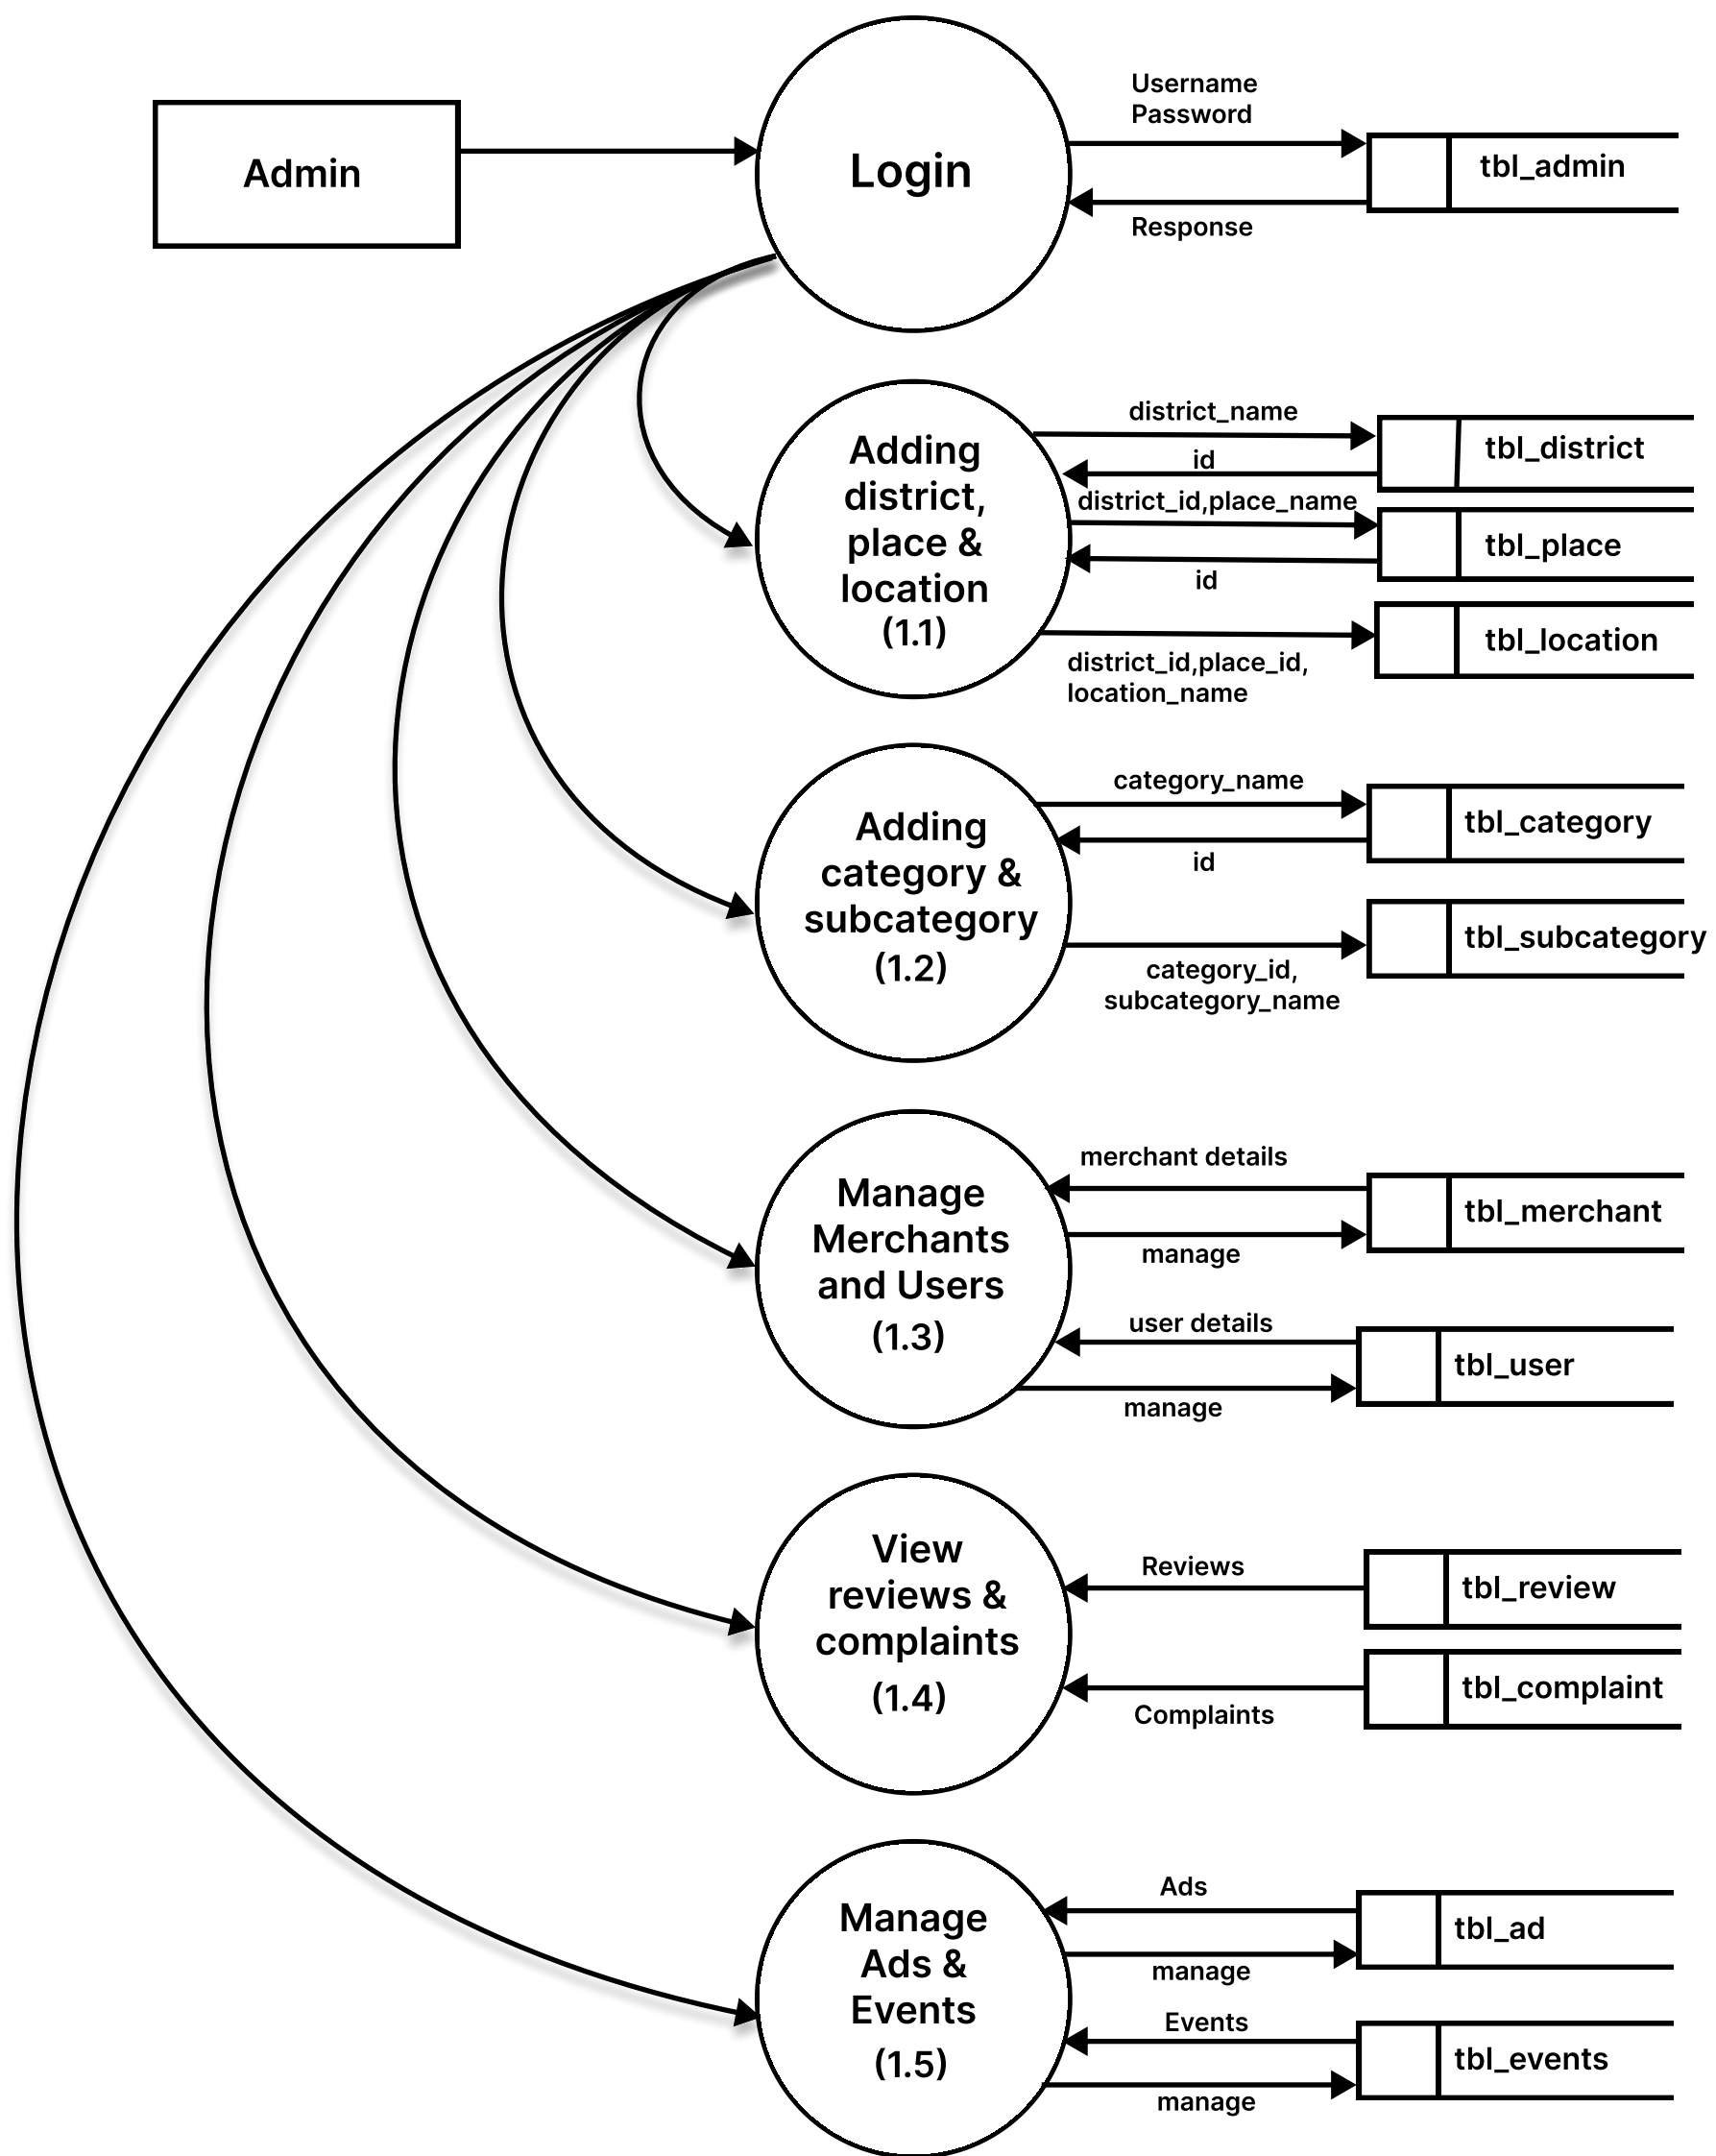 Admin
Login
Username
Password
Response
tbl_admin
Adding
district,
place &
location
(1.1)
district_name
id
district_id,place_name
id
district_id,place_id,
location_name
tbl_district
tbl_place
tbl_location
Adding
category &
subcategory
(1.2)
category_name
id
category_id,
subcategory_name
tbl_category
tbl_subcategory
Manage
Merchants
and Users
(1.3)
merchant details
manage
user details
manage
tbl_merchant
tbl_user
View
reviews &
complaints
(1.4)
Reviews
Complaints
tbl_review
tbl_complaint
Manage
Ads &
Events
(1.5)
Ads
manage
Events
manage
tbl_ad
tbl_events